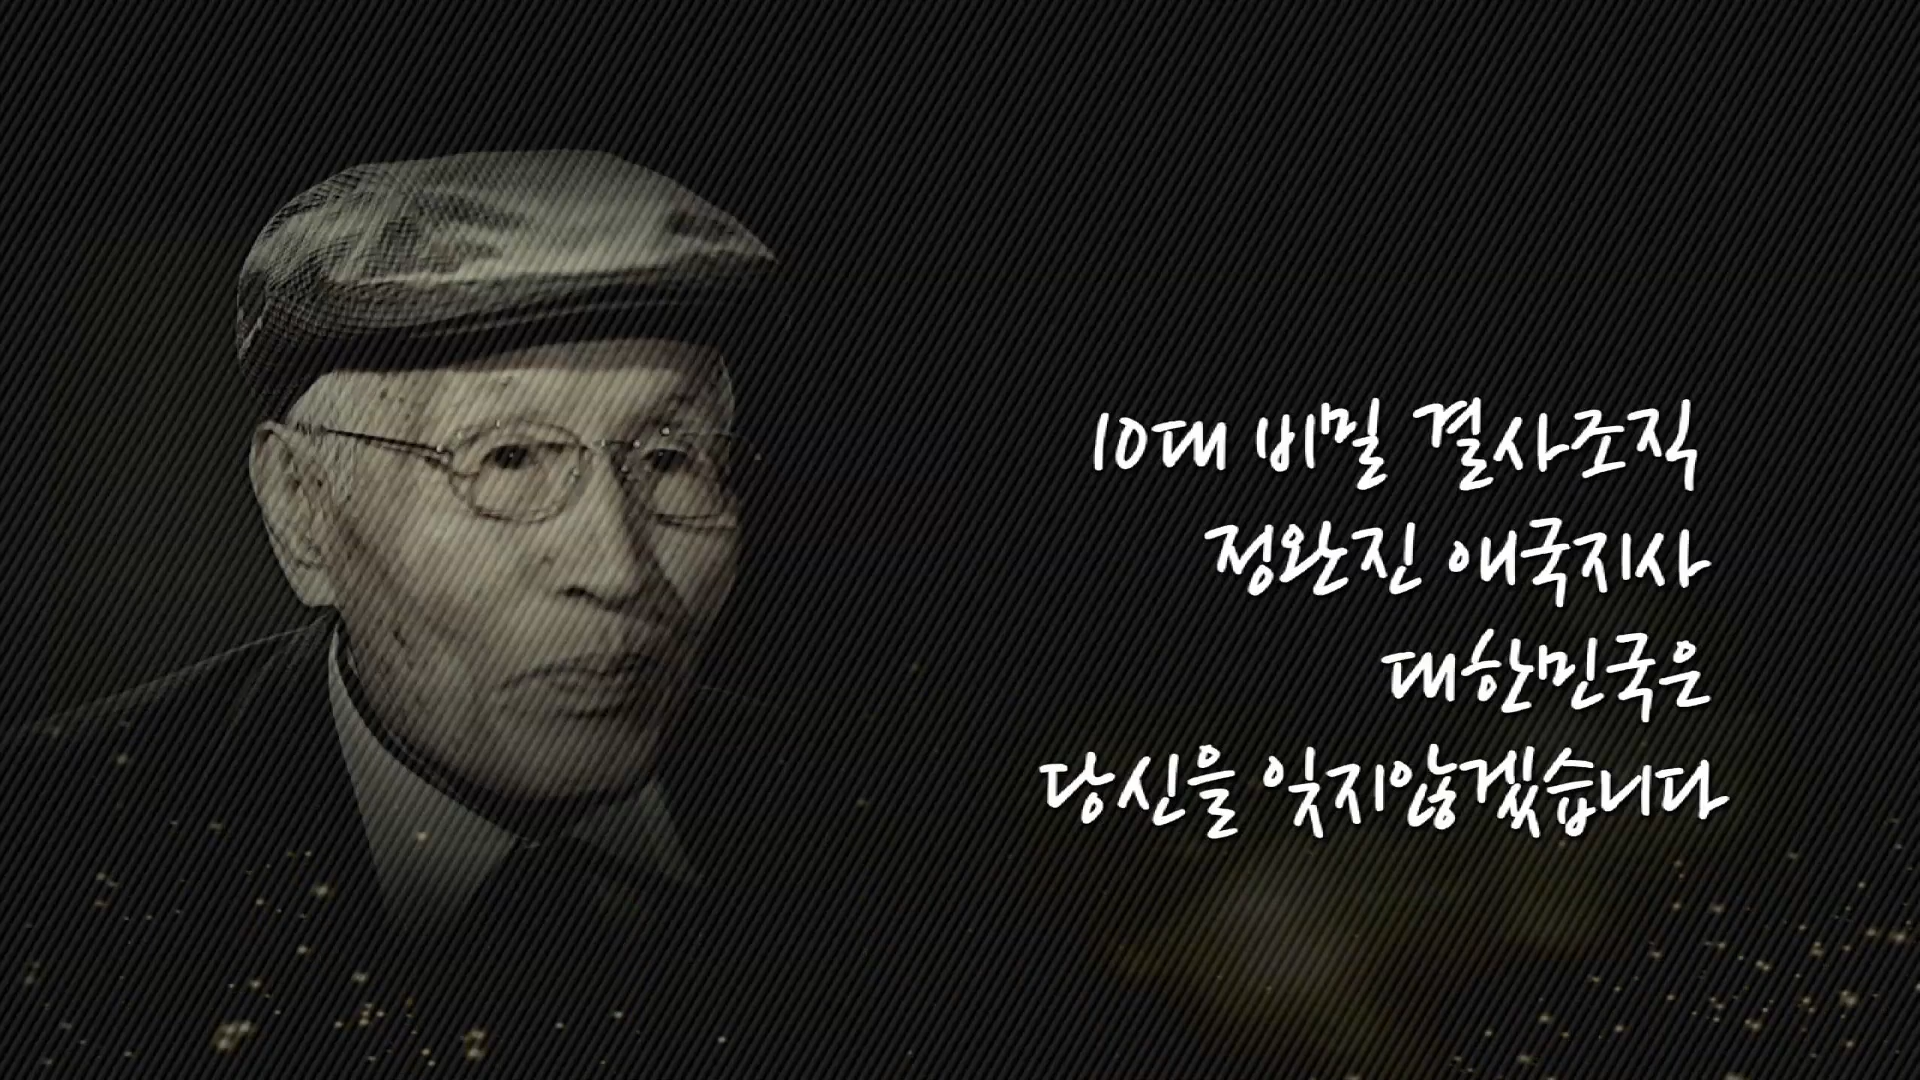 10대 비밀 결사조직
정완진 애국지사
대한민국은
당신을 잊지않겠습니다